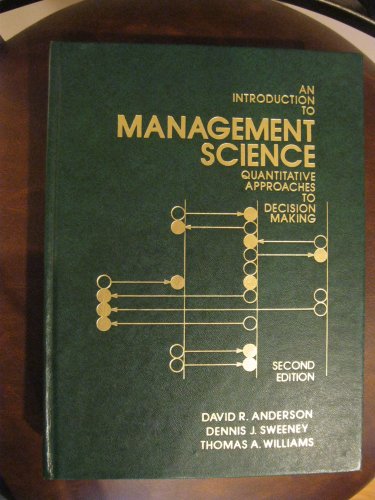 AN
INTRODUCTION
TO
MANAGEMENT
SCIENCE
QUANTITATIVE
APPROACHES
TO
DECISION
MAKING
SECOND
EDITION
DAVID R. ANDERSON
DENNIS J. SWEENEY
THOMAS A. WILLIAMS